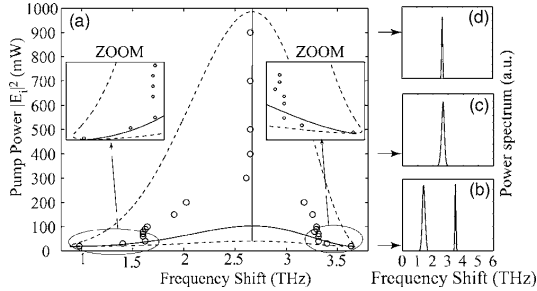 (a)
ZOOM
ZOOM
Pump Power |E_i|^2 (mW)
1000
900
800
700
600
500
400
300
200
100
0
1
1.5
2
2.5
3
3.5
Frequency Shift (THz)
(d)
(c)
(b)
Power spectrum (a.u.)
0 1 2 3 4 5 6
Frequency Shift (THz)